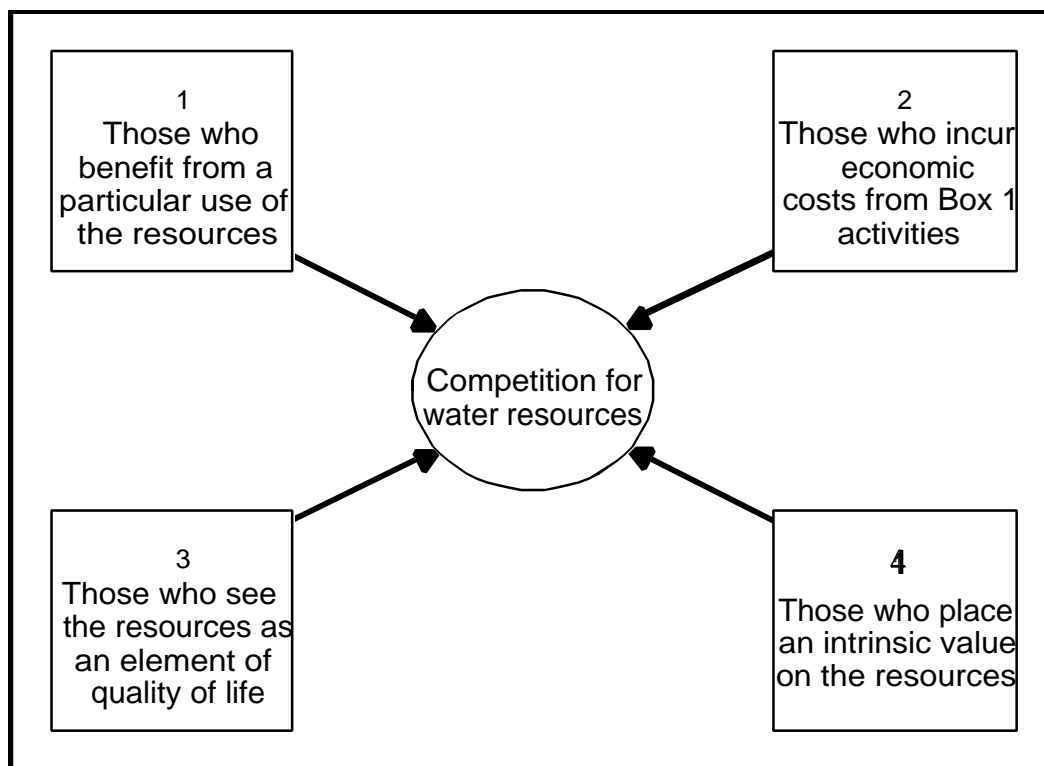 1
Those who
benefit from a
particular use of
the resources
2
Those who incur
economic
costs from Box 1
activities
Competition for
water resources
3
Those who see
the resources as
an element of
quality of life
4
Those who place
an intrinsic value
on the resources